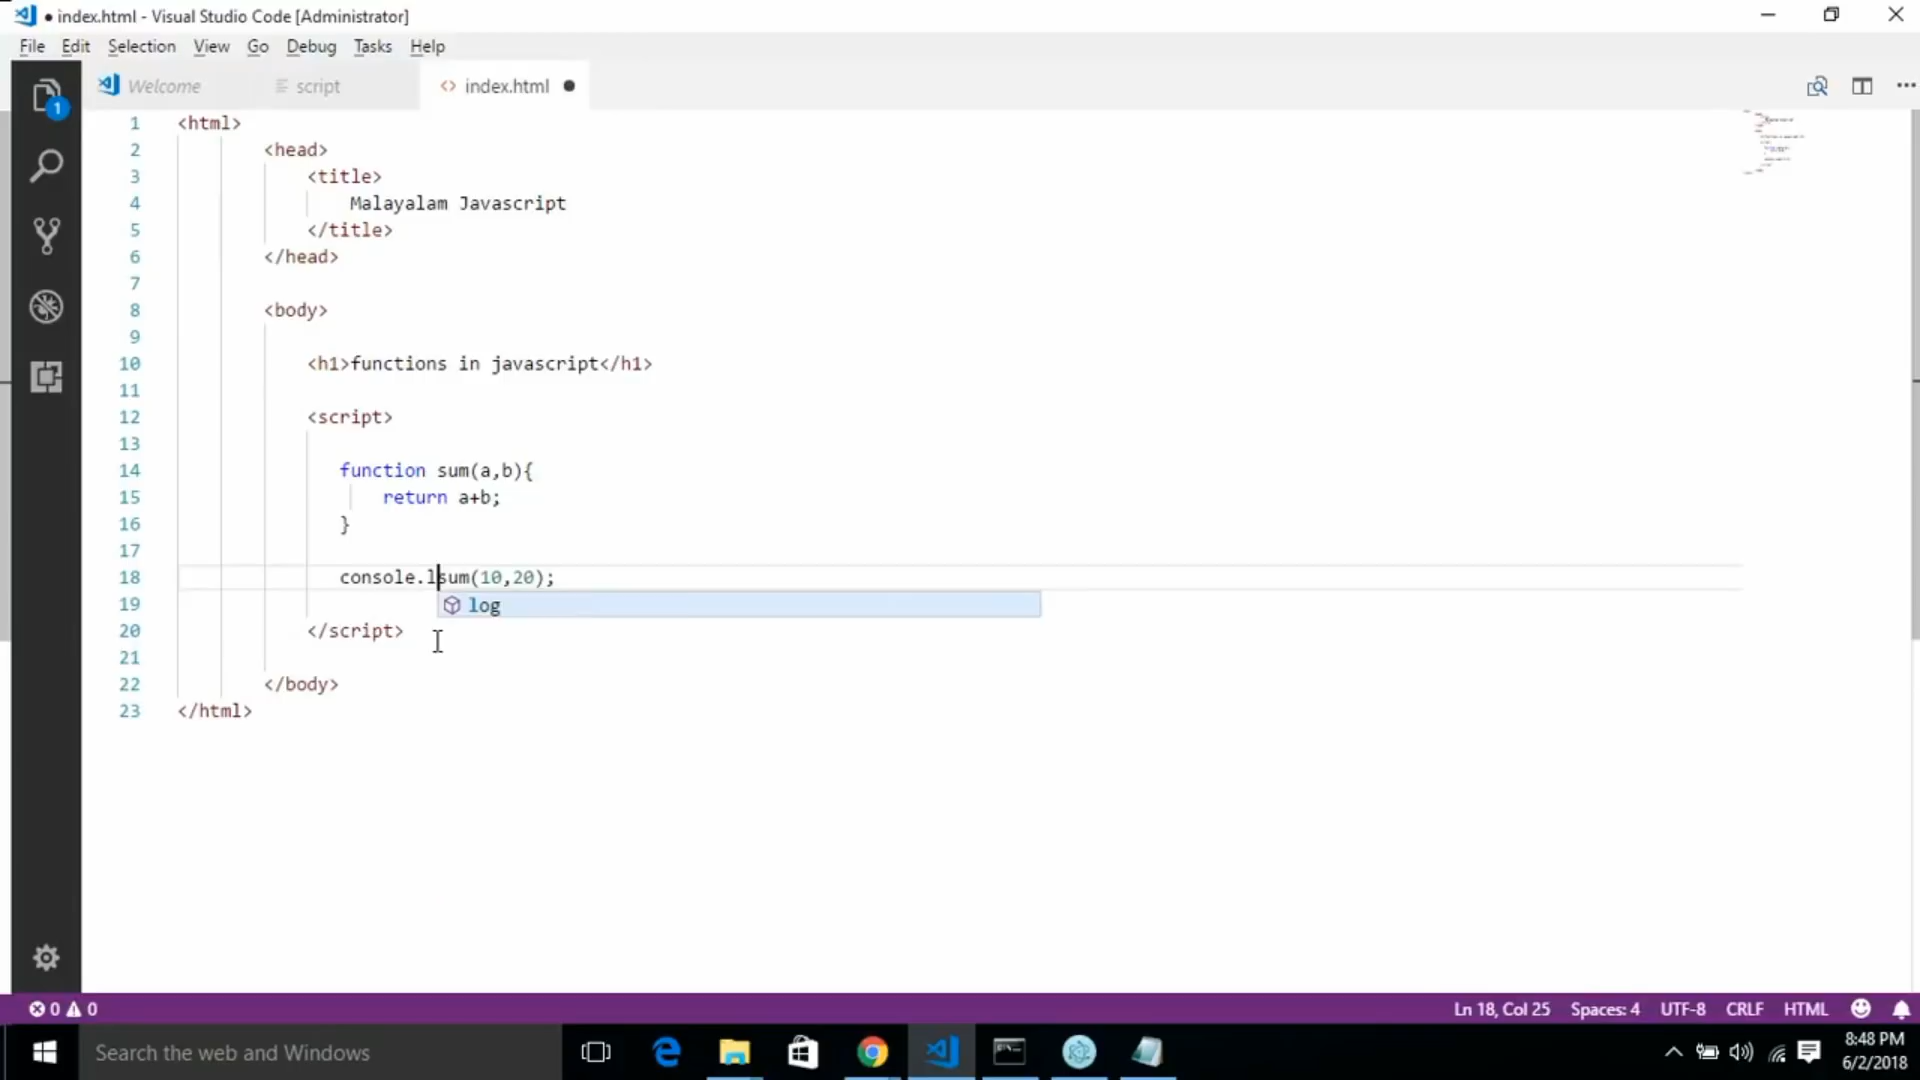 ● index.html - Visual Studio Code [Administrator]
File Edit Selection View Go Debug Tasks Help
Welcome script index.html ●
1 <html>
2 <head>
3 <title>
4 Malayalam Javascript
5 </title>
6 </head>
7
8 <body>
9
10 <h1>functions in javascript</h1>
11
12 <script>
13
14 function sum(a,b){
15 return a+b;
16 }
17
18 console.lsum(10,20);
19 log
20 </script>
21
22 </body>
23 </html>
1
0 0 Ln 18, Col 25 Spaces: 4 UTF-8 CRLF HTML
Search the web and Windows
8:48 PM
6/2/2018